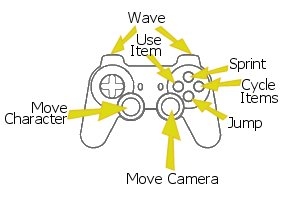 Wave
Use
Item
Sprint
Cycle
Items
Move
Character
Jump
Move Camera